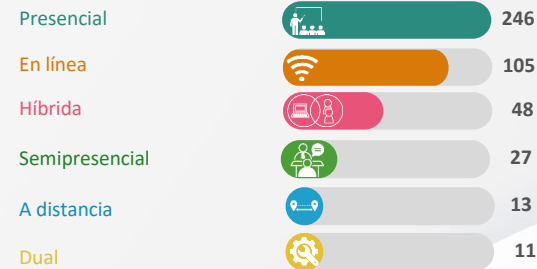 Presencial 246
En línea 105
Híbrida 48
Semipresencial 27
A distancia 13
Dual 11